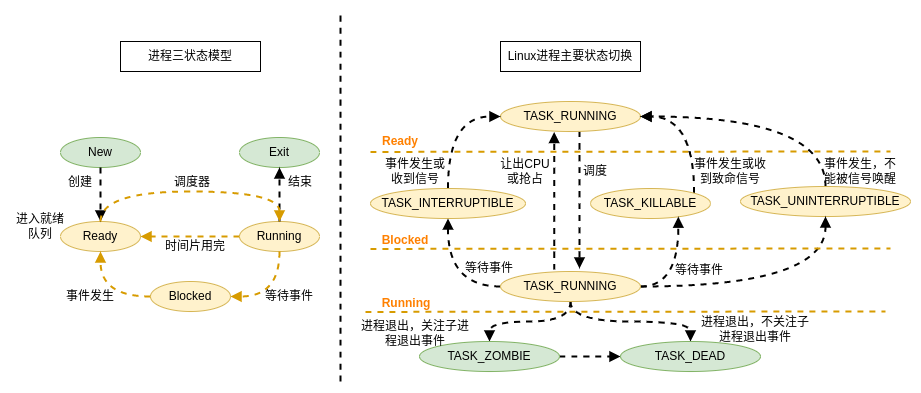 进程三状态模型
New
Exit
创建
调度器
结束
进入就绪
队列
Ready
Running
时间片用完
事件发生
Blocked
等待事件
Linux进程主要状态切换
TASK_RUNNING
Ready
事件发生或
收到信号
让出CPU
或抢占
调度
事件发生或收
到致命信号
事件发生，不
能被信号唤醒
TASK_INTERRUPTIBLE
TASK_KILLABLE
TASK_UNINTERRUPTIBLE
Blocked
等待事件
等待事件
TASK_RUNNING
Running
进程退出，关注子进
程退出事件
进程退出，不关注子
进程退出事件
TASK_ZOMBIE
TASK_DEAD